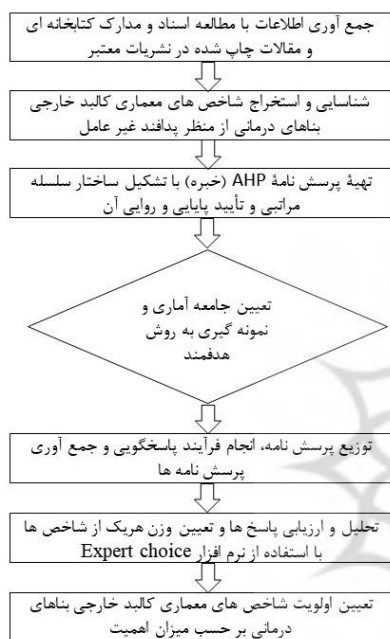 جمع آوری اطلاعات با مطالعه اسناد و مدارک کتابخانه ای
و مقالات چاپ شده در نشریات معتبر
شناسایی و استخراج شاخص های معماری کالبد خارجی
بناهای درمانی از منظر پدافند غیر عامل
تهیهٔ پرسش نامهٔ AHP (خبره) با تشکیل ساختار سلسله
مراتبی و تأیید پایایی و روایی آن
تعیین جامعه آماری و
نمونه گیری به روش
هدفمند
توزیع پرسش نامه، انجام فرآیند پاسخگویی و جمع آوری
پرسش نامه ها
تحلیل و ارزیابی پاسخ ها و تعیین وزن هریک از شاخص ها
با استفاده از نرم افزار Expert choice
تعیین اولویت شاخص های معماری کالبد خارجی بناهای
درمانی بر حسب میزان اهمیت